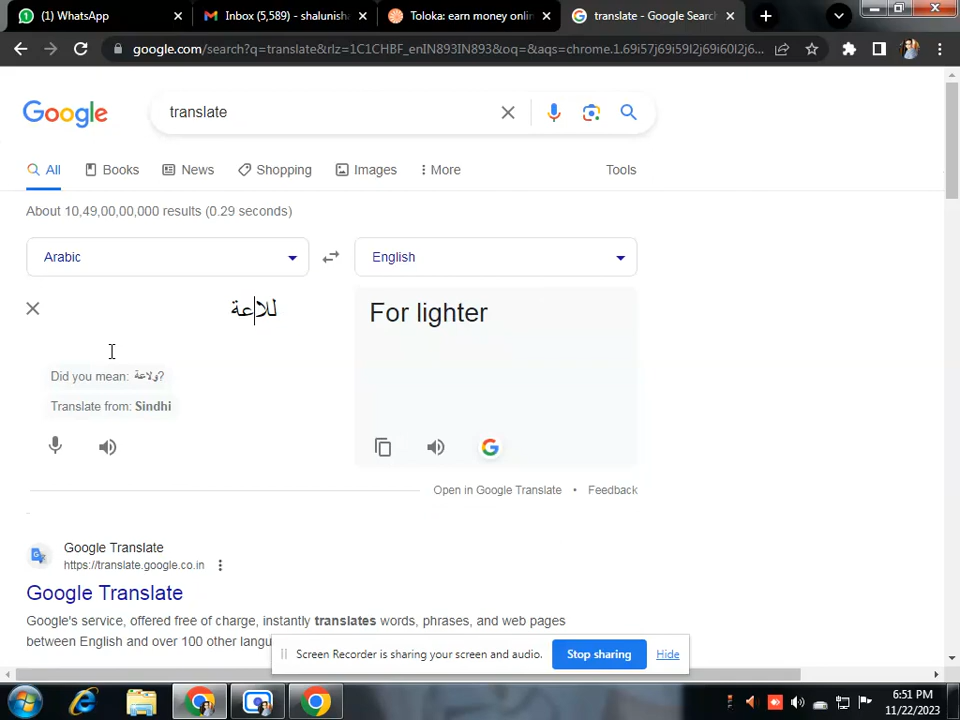 (1) WhatsApp
Inbox (5,589) - shalunisha
Toloka: earn money onlin
translate - Google Searc
google.com/search?q=translate&rlz=1C1CHBF_enIN893IN893&oq=&aqs=chrome.1.69i57j69i59l2j69i60l2j6...
Google
translate
All
Books
News
Shopping
Images
More
Tools
About 10,49,00,00,000 results (0.29 seconds)
Arabic
English
للاعة
For lighter
Did you mean: ولاعة?
Translate from: Sindhi
Open in Google Translate • Feedback
Google Translate
https://translate.google.co.in
Google Translate
Google's service, offered free of charge, instantly translates words, phrases, and web pages
between English and over 100 other langu
Screen Recorder is sharing your screen and audio.
Stop sharing
Hide
6:51 PM
11/22/2023